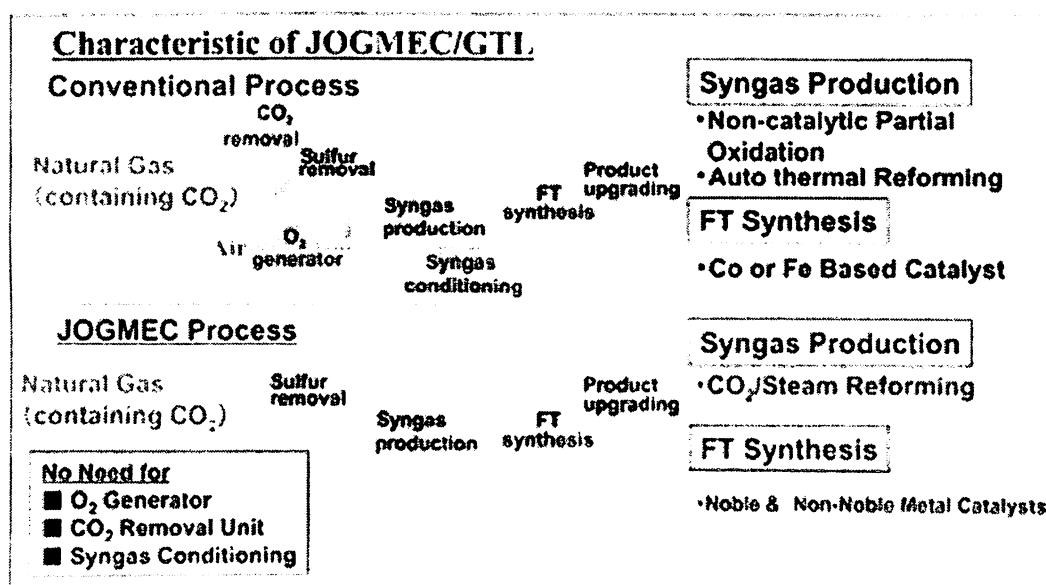 Characteristic of JOGMEC/GTL
Conventional Process
CO₂
removal
Sulfur
removal
Natural Gas
(containing CO₂)
Air
O₂
generator
Syngas
production
Syngas
conditioning
FT
synthesis
Product
upgrading
Syngas Production
•Non-catalytic Partial
Oxidation
•Auto thermal Reforming
FT Synthesis
•Co or Fe Based Catalyst
JOGMEC Process
Natural Gas
(containing CO₂)
Sulfur
removal
Syngas
production
FT
synthesis
Product
upgrading
Syngas Production
•CO₂/Steam Reforming
FT Synthesis
•Noble & Non-Noble Metal Catalysts
No Need for
■ O₂ Generator
■ CO₂ Removal Unit
■ Syngas Conditioning